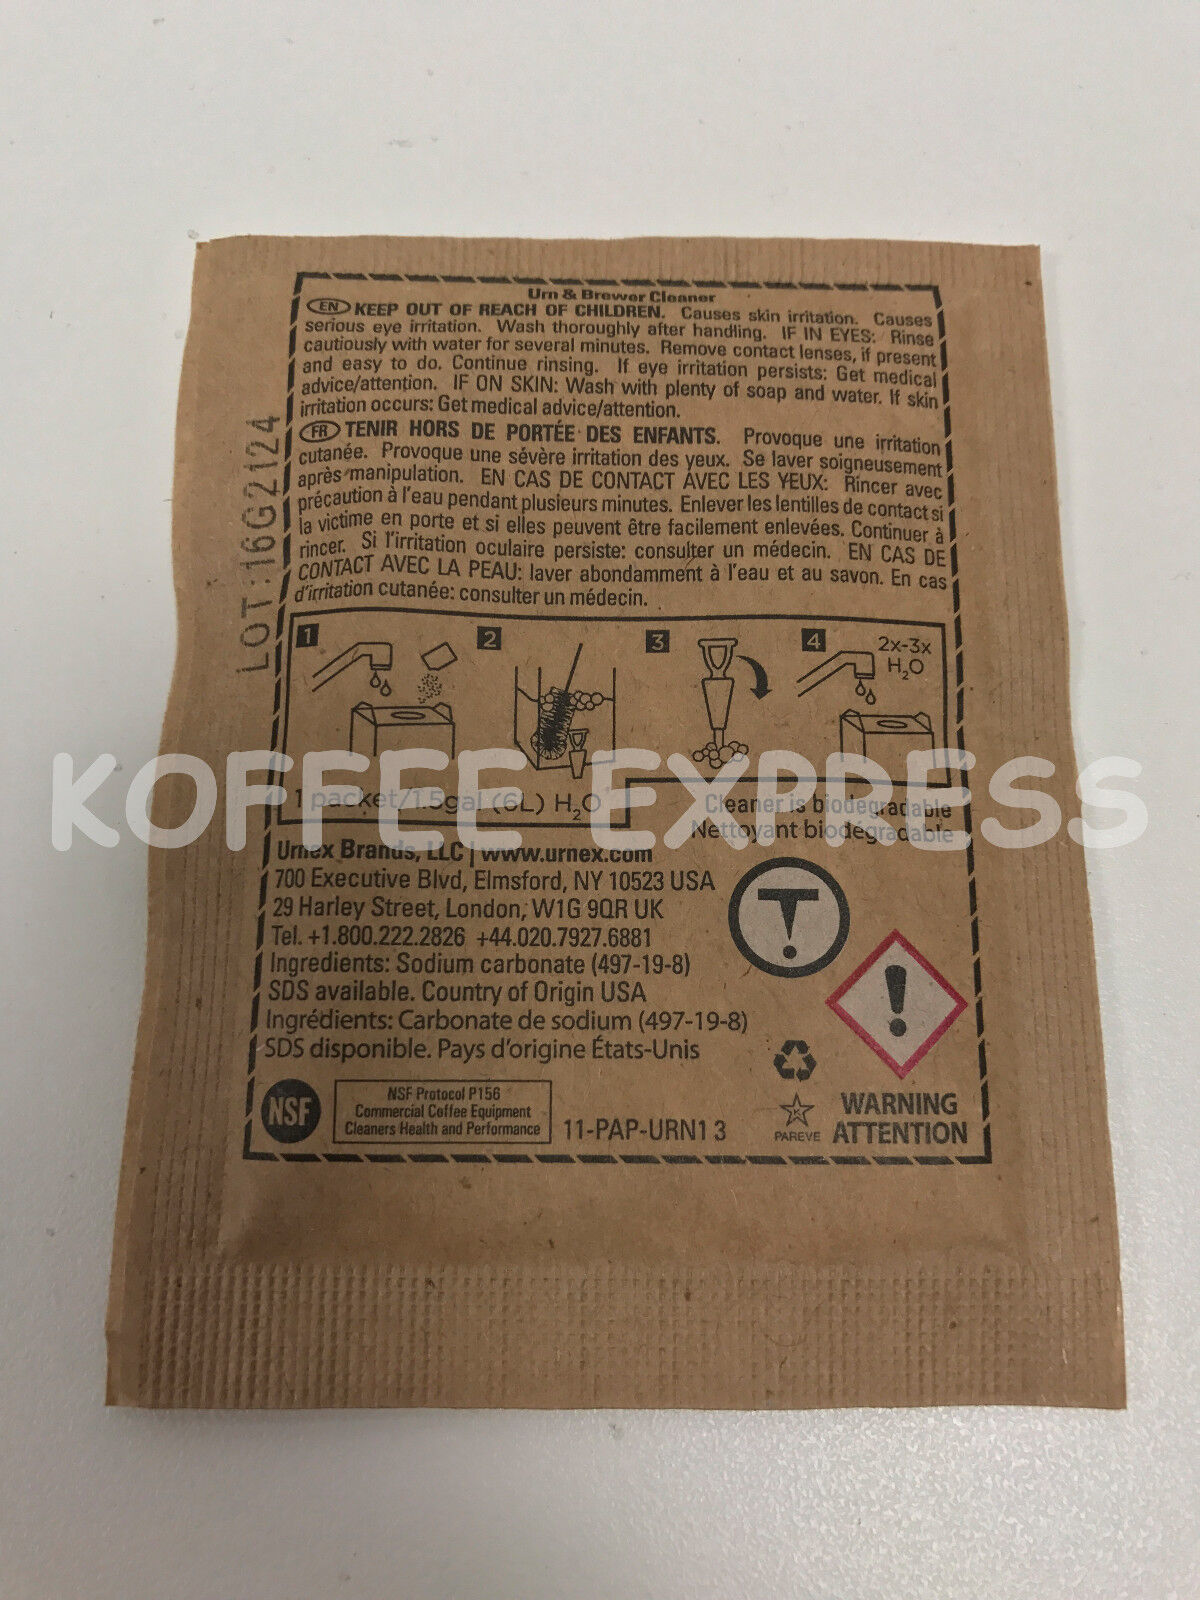 Urn & Brewer Cleaner
EN KEEP OUT OF REACH OF CHILDREN. Causes skin irritation. Causes
serious eye irritation. Wash thoroughly after handling. IF IN EYES: Rinse
cautiously with water for several minutes. Remove contact lenses, if present
and easy to do. Continue rinsing. If eye irritation persists: Get medical
advice/attention. IF ON SKIN: Wash with plenty of soap and water. If skin
irritation occurs: Get medical advice/attention.
FR TENIR HORS DE PORTÉE DES ENFANTS. Provoque une irritation
cutanée. Provoque une sévère irritation des yeux. Se laver soigneusement
après manipulation. EN CAS DE CONTACT AVEC LES YEUX: Rincer avec
précaution à l'eau pendant plusieurs minutes. Enlever les lentilles de contact si
la victime en porte et si elles peuvent être facilement enlevées. Continuer à
rincer. Si l'irritation oculaire persiste: consulter un médecin. EN CAS DE
CONTACT AVEC LA PEAU: laver abondamment à l'eau et au savon. En cas
d'irritation cutanée: consulter un médecin.
LOT:16G2124
1 2 3 4
2x-3x
H₂O
KOFFEE EXPRESS
1 packet/1.5gal (6L) H₂O
Cleaner is biodegradable
Nettoyant biodégradable
Urnex Brands, LLC | www.urnex.com
700 Executive Blvd, Elmsford, NY 10523 USA
29 Harley Street, London, W1G 9QR UK
Tel. +1.800.222.2826 +44.020.7927.6881
Ingredients: Sodium carbonate (497-19-8)
SDS available. Country of Origin USA
Ingrédients: Carbonate de sodium (497-19-8)
SDS disponible. Pays d'origine États-Unis
NSF
NSF Protocol P156
Commercial Coffee Equipment
Cleaners Health and Performance
11-PAP-URN1 3
K
PAREVE
WARNING
ATTENTION